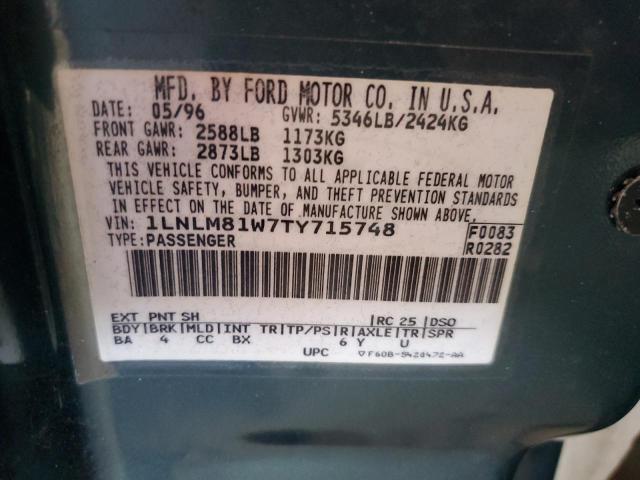 MFD. BY FORD MOTOR CO. IN U.S.A.
DATE: 05/96 GVWR: 5346LB/2424KG
FRONT GAWR: 2588LB 1173KG
REAR GAWR: 2873LB 1303KG
THIS VEHICLE CONFORMS TO ALL APPLICABLE FEDERAL MOTOR
VEHICLE SAFETY, BUMPER, AND THEFT PREVENTION STANDARDS
IN EFFECT ON THE DATE OF MANUFACTURE SHOWN ABOVE.
VIN: 1LNLM81W7TY715748 F0083
TYPE: PASSENGER R0282
EXT PNT SH RC 25 DSO
BDY BRK MLD INT TR TP/PS R AXLE TR SPR
BA 4 CC BX 6 Y U
UPC F60B-5420472-AA